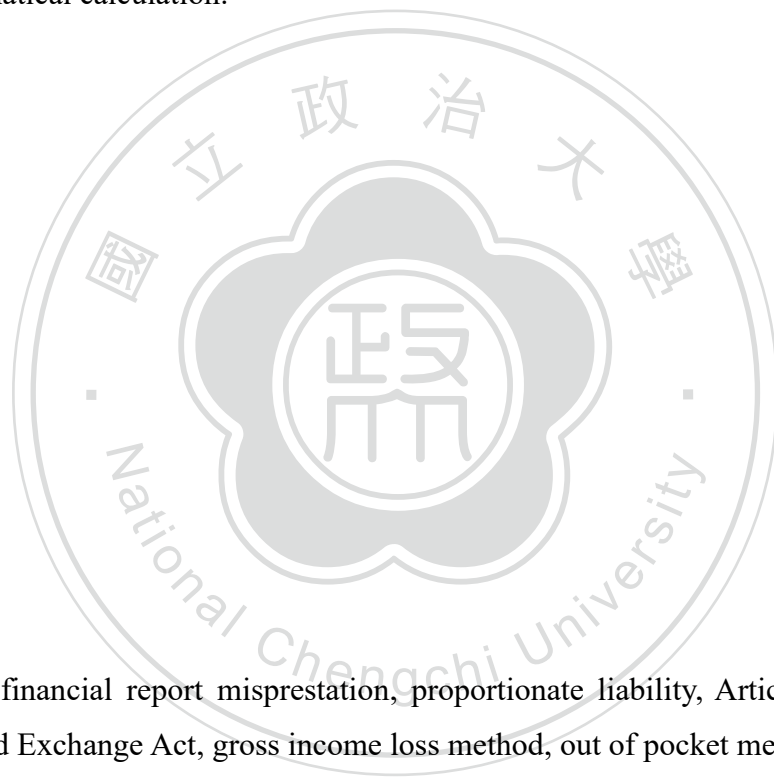 calculation.
國立政治大學
政
National Chengchi University
financial report misprestation, proportionate liability, Artic
d Exchange Act, gross income loss method, out of pocket me